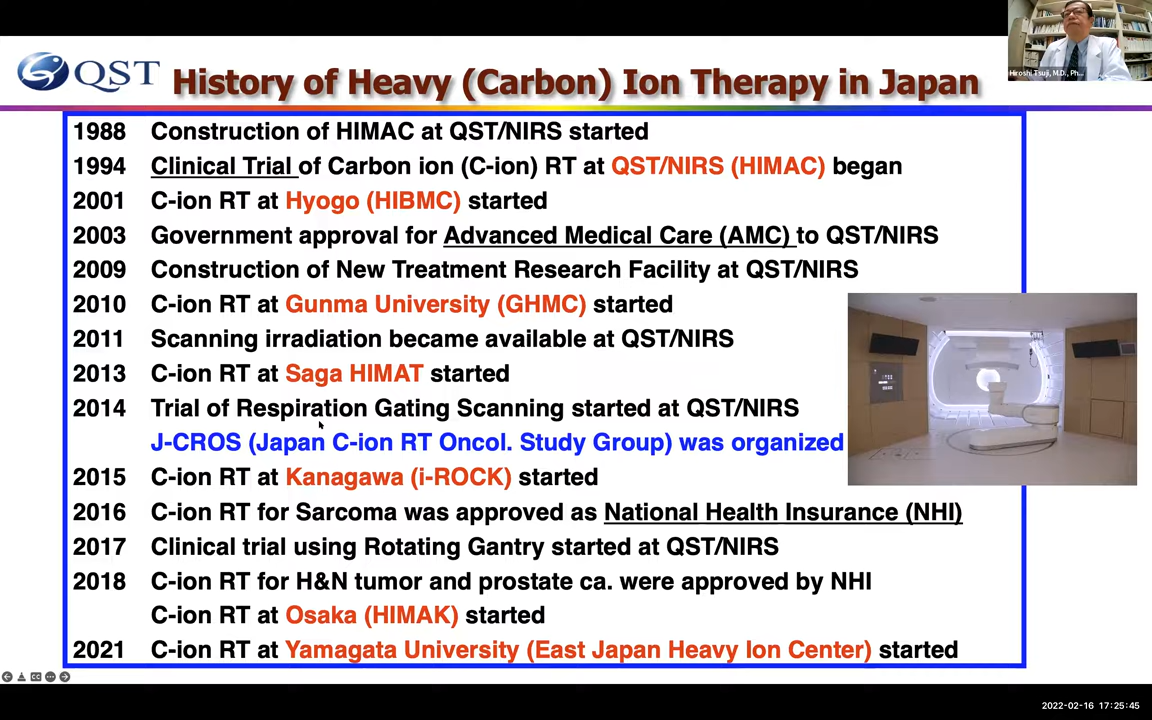 QST
History of Heavy (Carbon) Ion Therapy in Japan
Hiroshi Tsuji, M.D., Ph...
1988 Construction of HIMAC at QST/NIRS started
1994 Clinical Trial of Carbon ion (C-ion) RT at QST/NIRS (HIMAC) began
2001 C-ion RT at Hyogo (HIBMC) started
2003 Government approval for Advanced Medical Care (AMC) to QST/NIRS
2009 Construction of New Treatment Research Facility at QST/NIRS
2010 C-ion RT at Gunma University (GHMC) started
2011 Scanning irradiation became available at QST/NIRS
2013 C-ion RT at Saga HIMAT started
2014 Trial of Respiration Gating Scanning started at QST/NIRS
J-CROS (Japan C-ion RT Oncol. Study Group) was organized
2015 C-ion RT at Kanagawa (i-ROCK) started
2016 C-ion RT for Sarcoma was approved as National Health Insurance (NHI)
2017 Clinical trial using Rotating Gantry started at QST/NIRS
2018 C-ion RT for H&N tumor and prostate ca. were approved by NHI
C-ion RT at Osaka (HIMAK) started
2021 C-ion RT at Yamagata University (East Japan Heavy Ion Center) started
2022-02-16 17:25:45